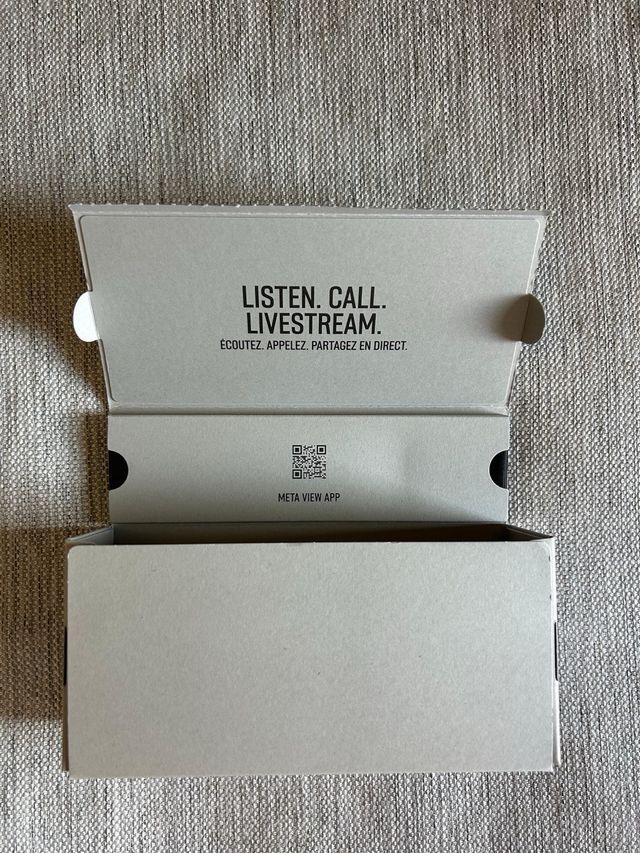 LISTEN. CALL.
LIVESTREAM.
ÉCOUTEZ. APPELEZ. PARTAGEZ EN DIRECT.
META VIEW APP